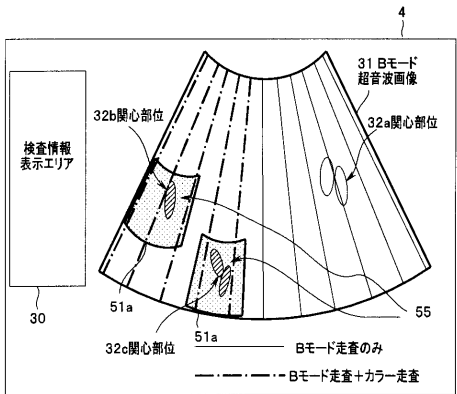 4
31 Bモード
超音波画像
32b関心部位
32a関心部位
検査情報
表示エリア
51a
55
30
32c関心部位
51a
Bモード走査のみ
Bモード走査+カラー走査